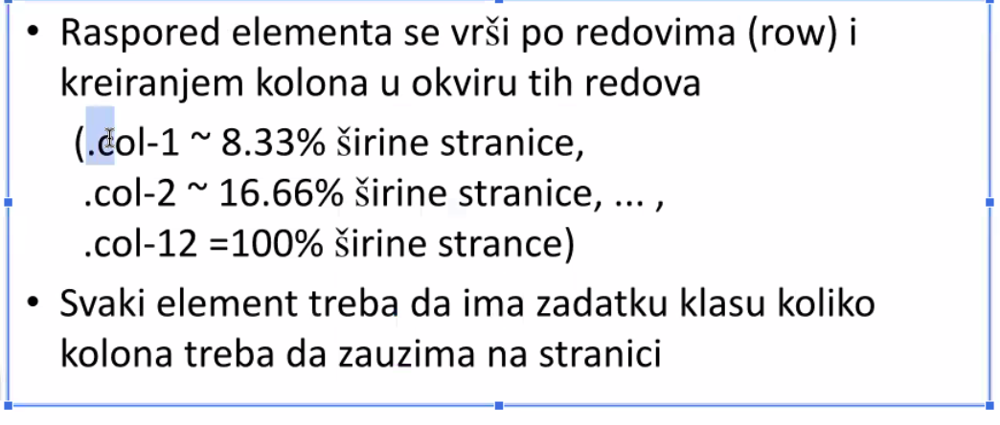 • Raspored elementa se vrši po redovima (row) i
kreiranjem kolona u okviru tih redova
(.col-1 ~ 8.33% širine stranice,
.col-2 ~ 16.66% širine stranice, ... ,
.col-12 =100% širine strance)
• Svaki element treba da ima zadatku klasu koliko
kolona treba da zauzima na stranici